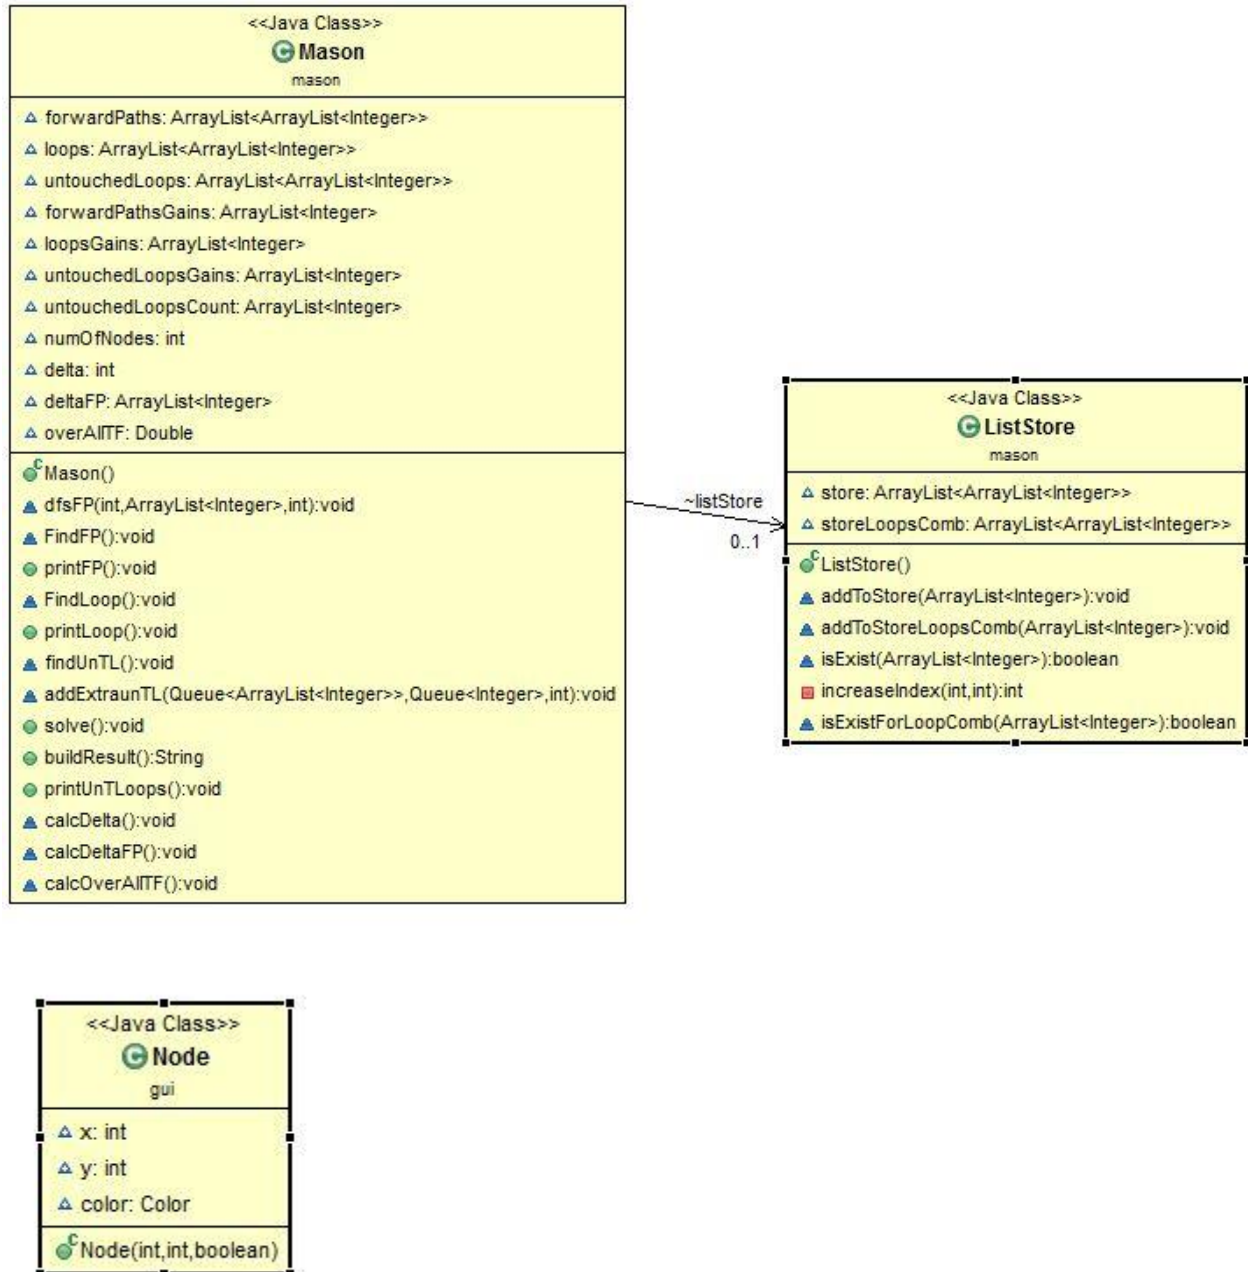 <<Java Class>>
Mason
mason
forwardPaths: ArrayList<ArrayList<Integer>>
loops: ArrayList<ArrayList<Integer>>
untouchedLoops: ArrayList<ArrayList<Integer>>
forwardPathsGains: ArrayList<Integer>
loopsGains: ArrayList<Integer>
untouchedLoopsGains: ArrayList<Integer>
untouchedLoopsCount: ArrayList<Integer>
numOfNodes: int
delta: int
deltaFP: ArrayList<Integer>
overAllTF: Double
Mason()
dfsFP(int,ArrayList<Integer>,int):void
FindFP():void
printFP():void
FindLoop():void
printLoop():void
findUnTL():void
addExtraunTL(Queue<ArrayList<Integer>>,Queue<Integer>,int):void
solve():void
buildResult():String
printUnTLoops():void
calcDelta():void
calcDeltaFP():void
calcOverAllTF():void
~listStore
0..1
<<Java Class>>
ListStore
mason
store: ArrayList<ArrayList<Integer>>
storeLoopsComb: ArrayList<ArrayList<Integer>>
ListStore()
addToStore(ArrayList<Integer>):void
addToStoreLoopsComb(ArrayList<Integer>):void
isExist(ArrayList<Integer>):boolean
increaseIndex(int,int):int
isExistForLoopComb(ArrayList<Integer>):boolean
<<Java Class>>
Node
gui
x: int
y: int
color: Color
Node(int,int,boolean)